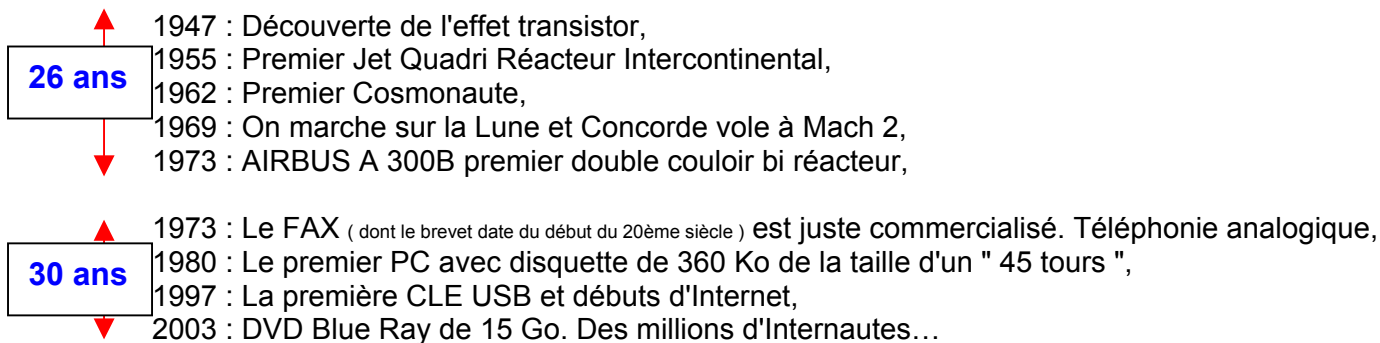 1947 : Découverte de l'effet transistor,
1955 : Premier Jet Quadri Réacteur Intercontinental,
26 ans
1962 : Premier Cosmonaute,
1969 : On marche sur la Lune et Concorde vole à Mach 2,
1973 : AIRBUS A 300B premier double couloir bi réacteur,
1973 : Le FAX ( dont le brevet date du début du 20ème siècle ) est juste commercialisé. Téléphonie analogique,
1980 : Le premier PC avec disquette de 360 Ko de la taille d'un " 45 tours ",
30 ans
1997 : La première CLE USB et débuts d'Internet,
2003 : DVD Blue Ray de 15 Go. Des millions d'Internautes…